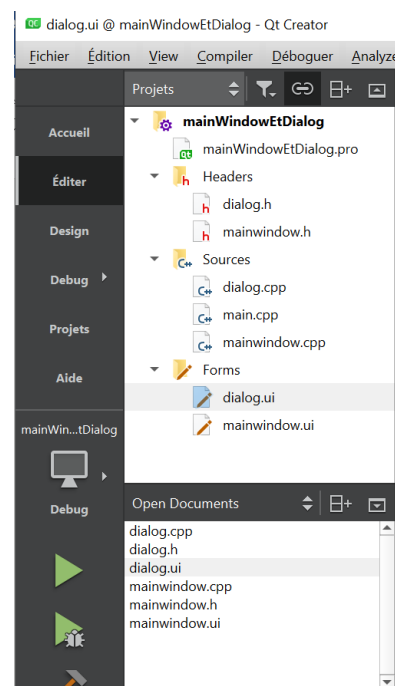 dialog.ui @ mainWindowEtDialog - Qt Creator
Fichier Édition View Compiler Déboguer Analyze
Projets
mainWindowEtDialog
mainWindowEtDialog.pro
Headers
dialog.h
mainwindow.h
Sources
dialog.cpp
main.cpp
mainwindow.cpp
Forms
dialog.ui
mainwindow.ui
Accueil
Éditer
Design
Debug
Projets
Aide
mainWin...tDialog
Debug
Open Documents
dialog.cpp
dialog.h
dialog.ui
mainwindow.cpp
mainwindow.h
mainwindow.ui